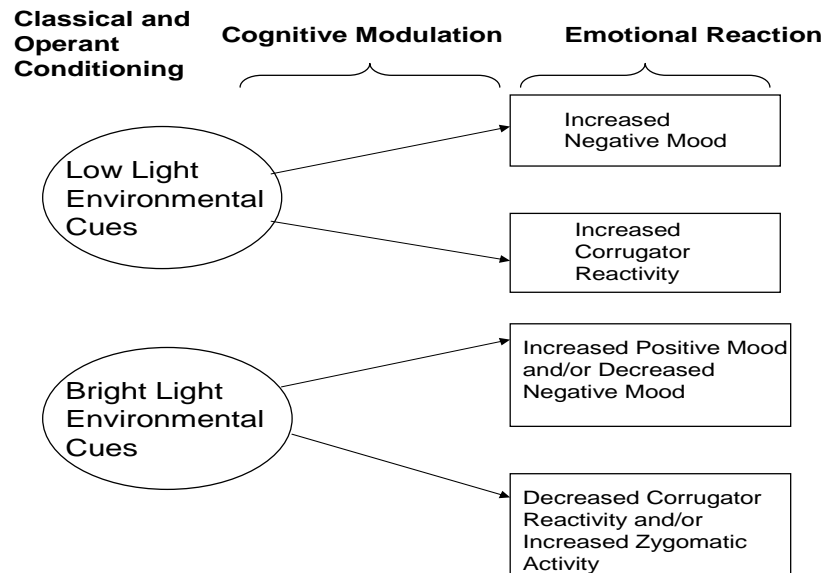 Classical and
Operant
Conditioning
Cognitive Modulation
Emotional Reaction
Low Light
Environmental
Cues
Increased
Negative Mood
Increased
Corrugator
Reactivity
Bright Light
Environmental
Cues
Increased Positive Mood
and/or Decreased
Negative Mood
Decreased Corrugator
Reactivity and/or
Increased Zygomatic
Activity